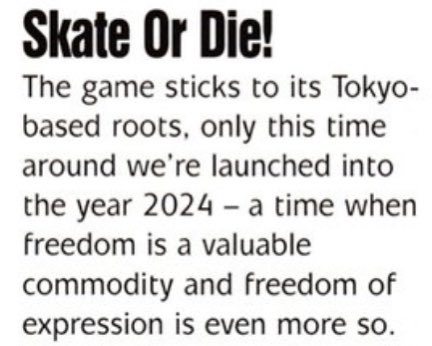 Skate Or Die!
The game sticks to its Tokyo-
based roots, only this time
around we're launched into
the year 2024 – a time when
freedom is a valuable
commodity and freedom of
expression is even more so.